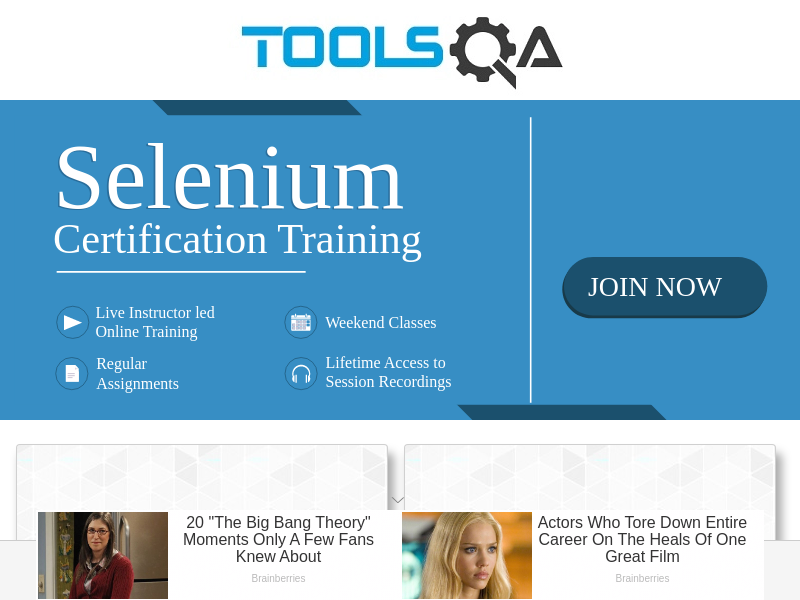 TOOLSQA
Selenium
Certification Training
JOIN NOW
Live Instructor led
Online Training
Weekend Classes
Regular
Assignments
Lifetime Access to
Session Recordings
20 "The Big Bang Theory"
Moments Only A Few Fans
Knew About
Brainberries
Actors Who Tore Down Entire
Career On The Heals Of One
Great Film
Brainberries